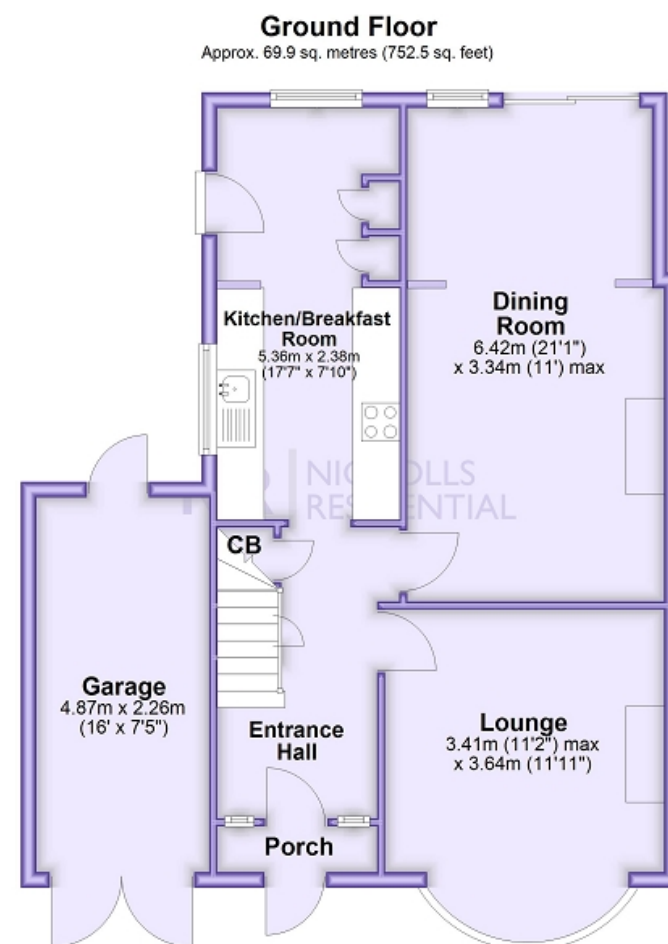 Ground Floor
Approx. 69.9 sq. metres (752.5 sq. feet)
Kitchen/Breakfast
Room
5.36m x 2.38m
(17'7" x 7'10")
Dining
Room
6.42m (21'1")
x 3.34m (11') max
RESIDENTIAL
CB
Garage
4.87m x 2.26m
(16' x 7'5")
Entrance
Hall
Lounge
3.41m (11'2") max
x 3.64m (11'11")
Porch